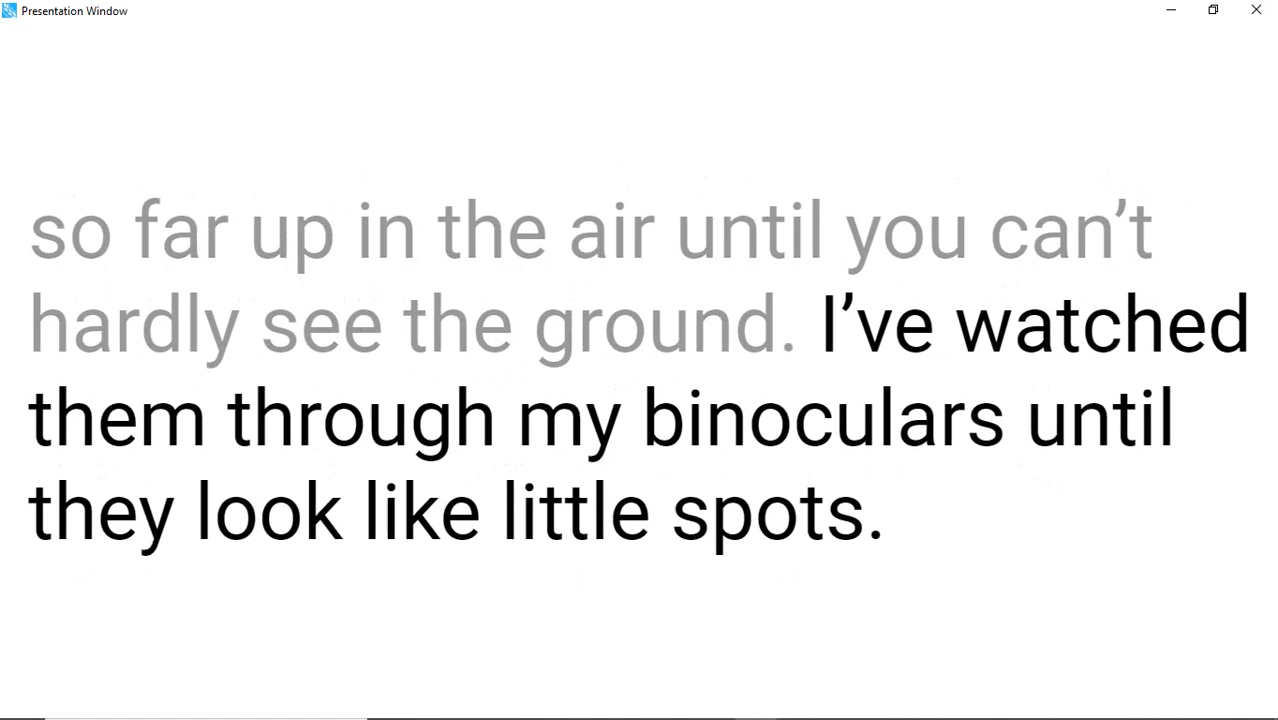 Presentation Window
so far up in the air until you can’t
hardly see the ground. I’ve watched
them through my binoculars until
they look like little spots.